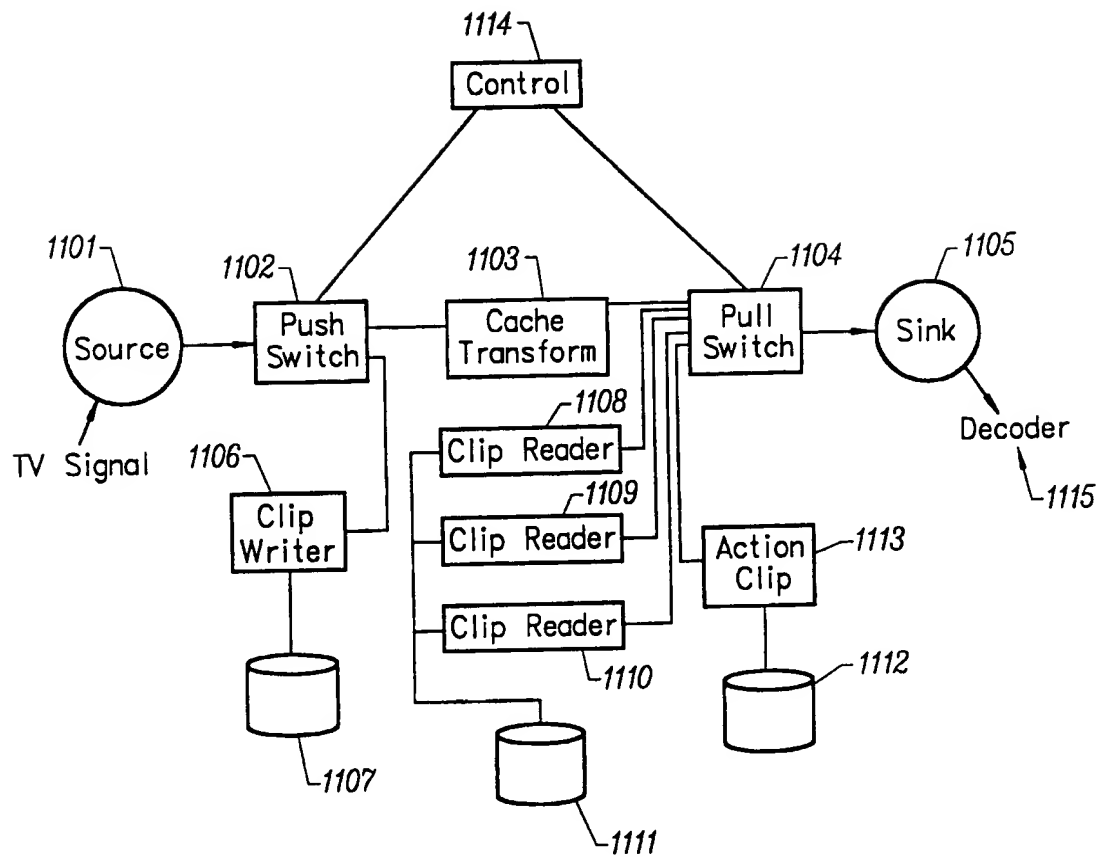 1114
Control
1101
1102
1103
1104
1105
Source
Push
Switch
Cache
Transform
Pull
Switch
Sink
TV Signal
Decoder
1115
1106
Clip
Writer
1107
1108
Clip Reader
1109
Clip Reader
Clip Reader
1110
1111
Action
Clip
1113
1112